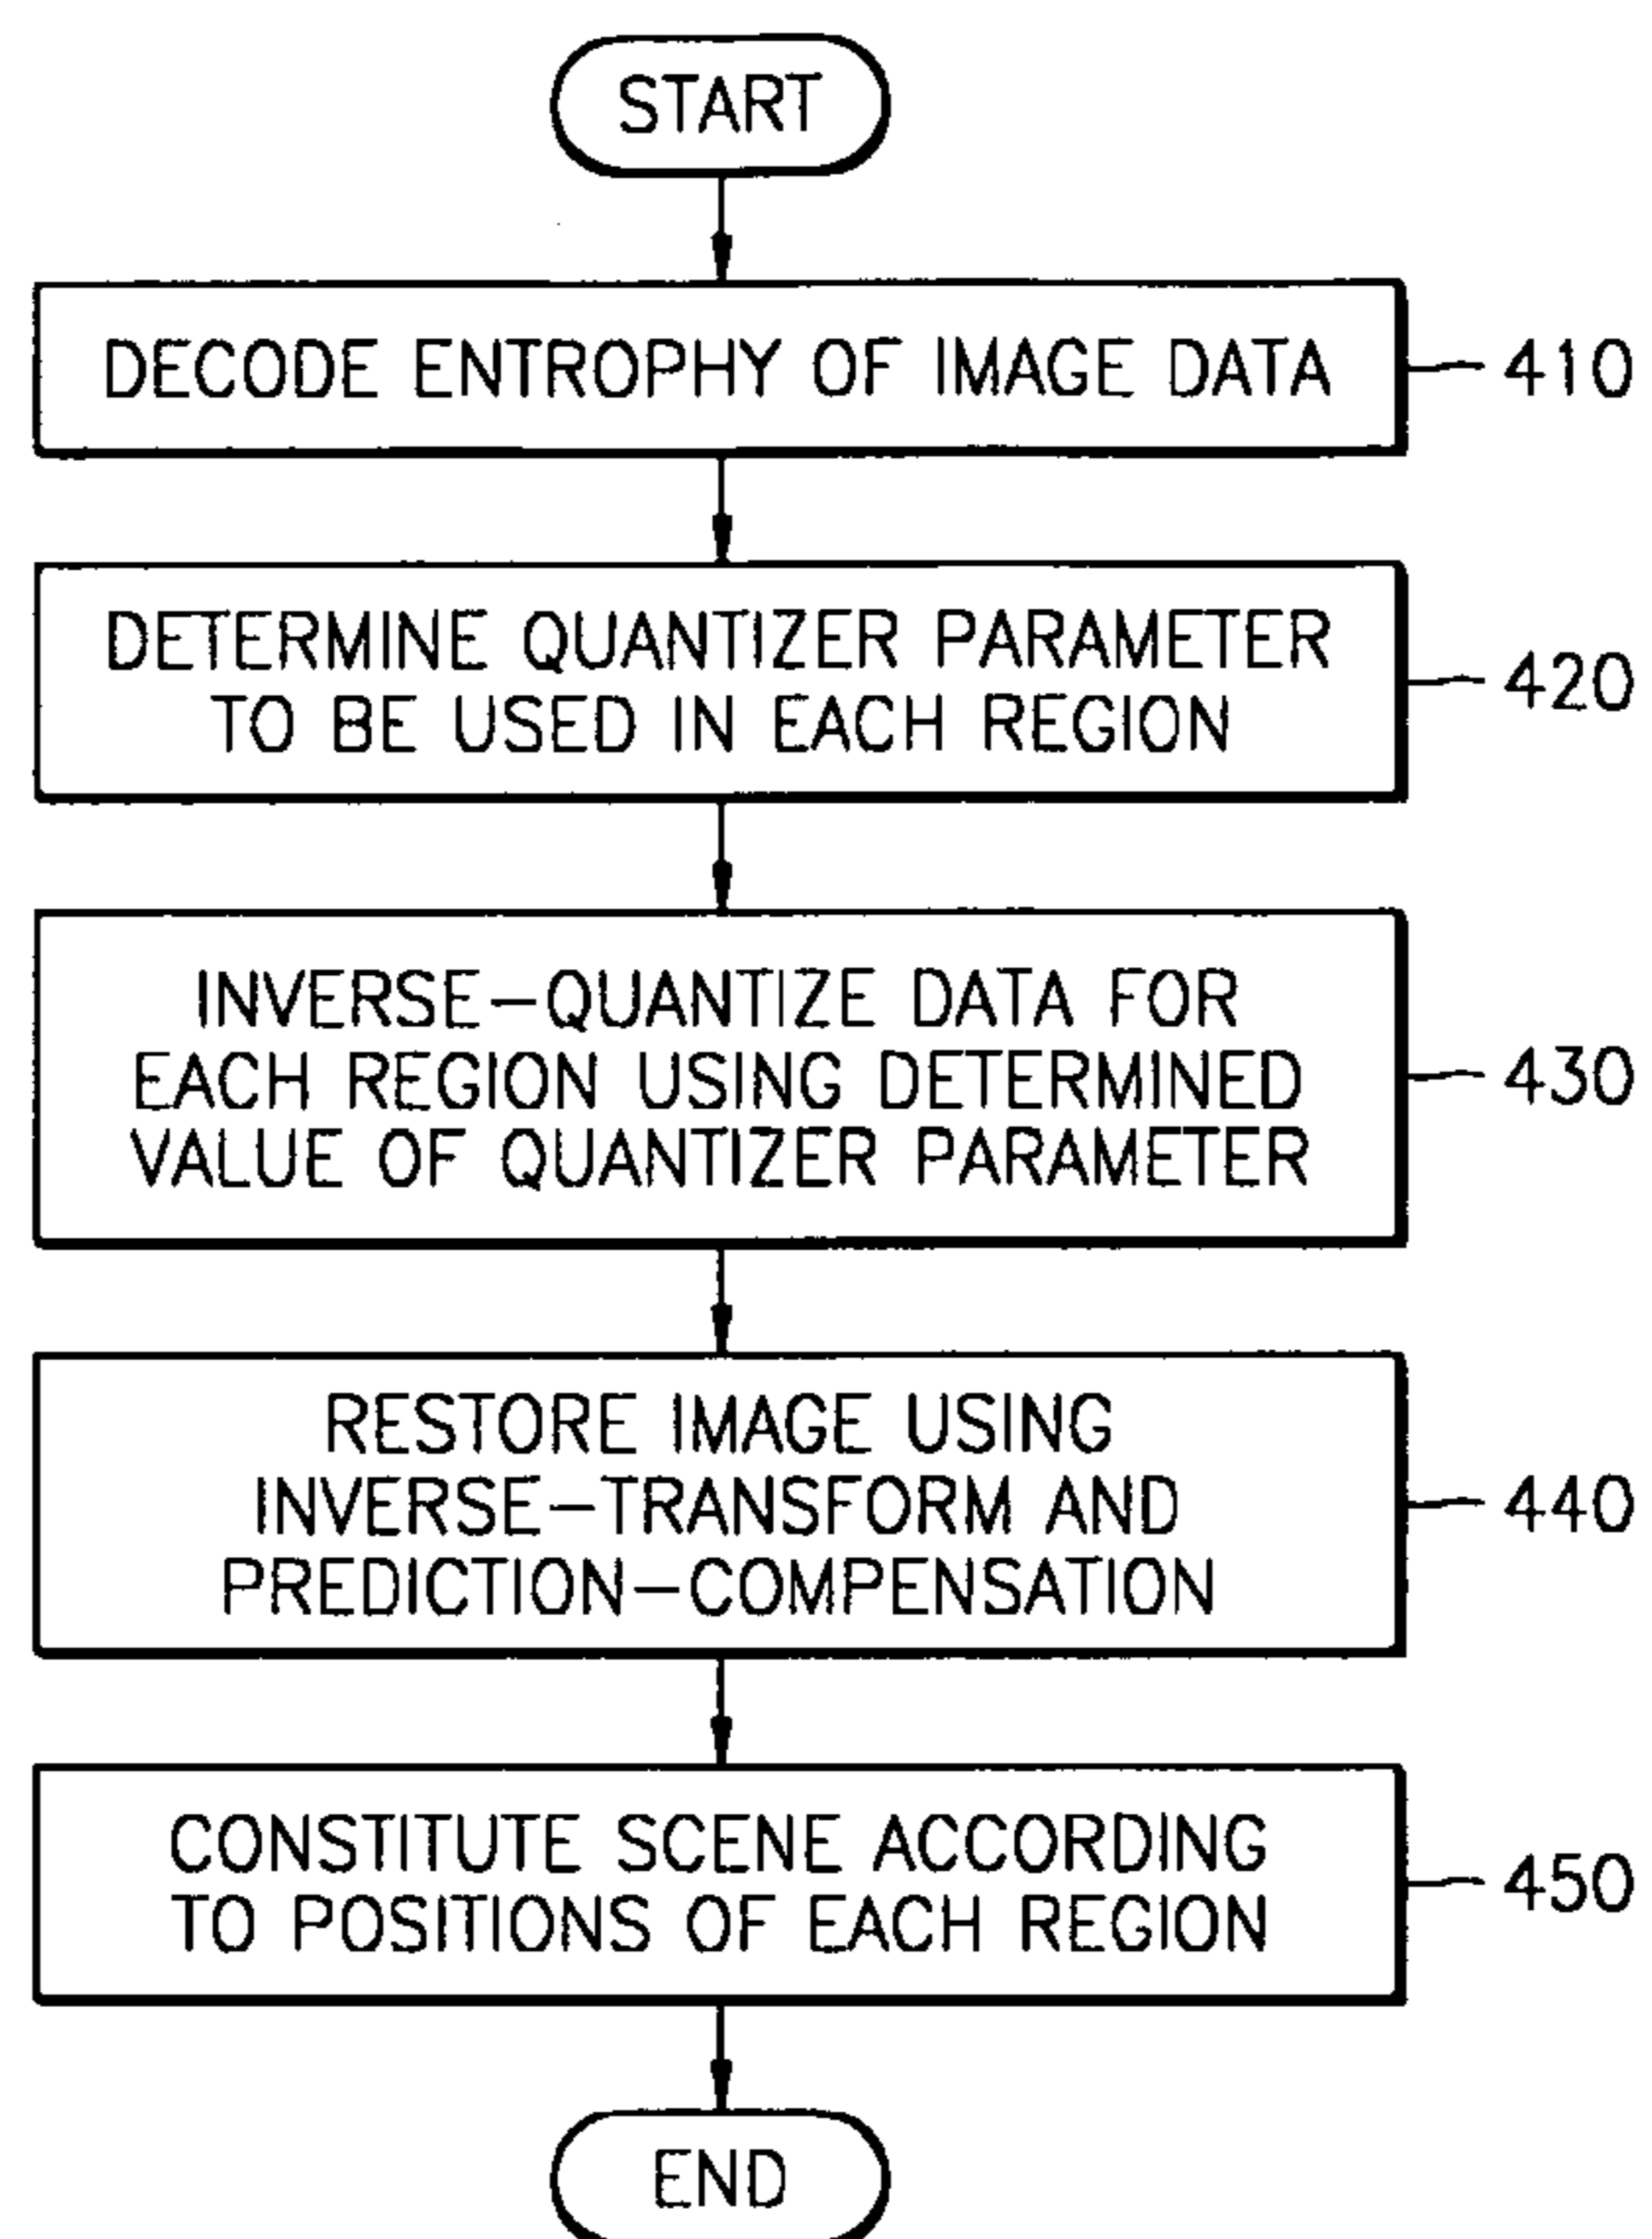 START
DECODE ENTROPHY OF IMAGE DATA
410
DETERMINE QUANTIZER PARAMETER
TO BE USED IN EACH REGION
420
INVERSE-QUANTIZE DATA FOR
EACH REGION USING DETERMINED
VALUE OF QUANTIZER PARAMETER
430
RESTORE IMAGE USING
INVERSE-TRANSFORM AND
PREDICTION-COMPENSATION
440
CONSTITUTE SCENE ACCORDING
TO POSITIONS OF EACH REGION
450
END